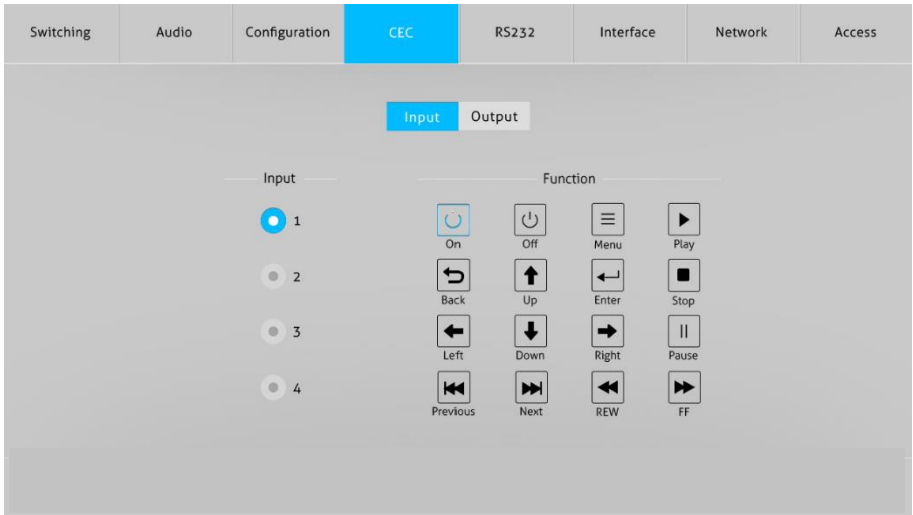 Switching Audio Configuration CEC RS232 Interface Network Access
Input Output
Input Function
1
On Off Menu Play
2
Back Up Enter Stop
3
Left Down Right Pause
4
Previous Next REW FF